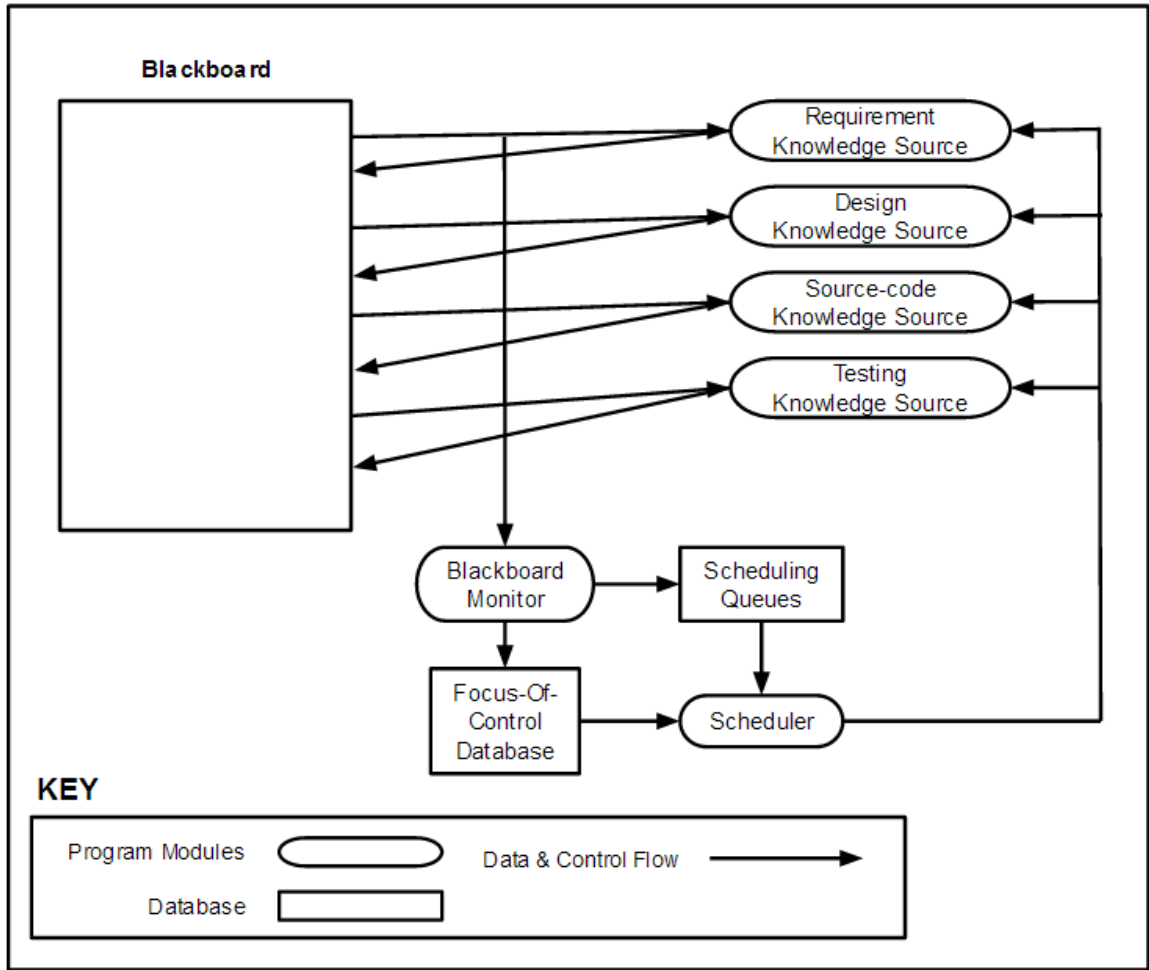 Blackboard
Requirement
Knowledge Source
Design
Knowledge Source
Source-code
Knowledge Source
Testing
Knowledge Source
Blackboard
Monitor
Scheduling
Queues
Focus-Of-
Control
Database
Scheduler
KEY
Program Modules
Data & Control Flow
Database